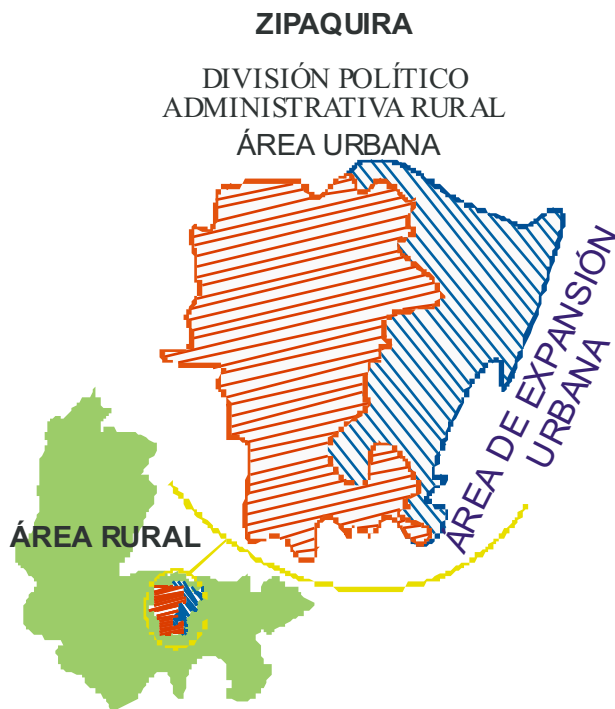 ZIPAQUIRA
DIVISIÓN POLÍTICO
ADMINISTRATIVA RURAL
ÁREA URBANA
ÁREA DE EXPANSIÓN
URBANA
ÁREA RURAL